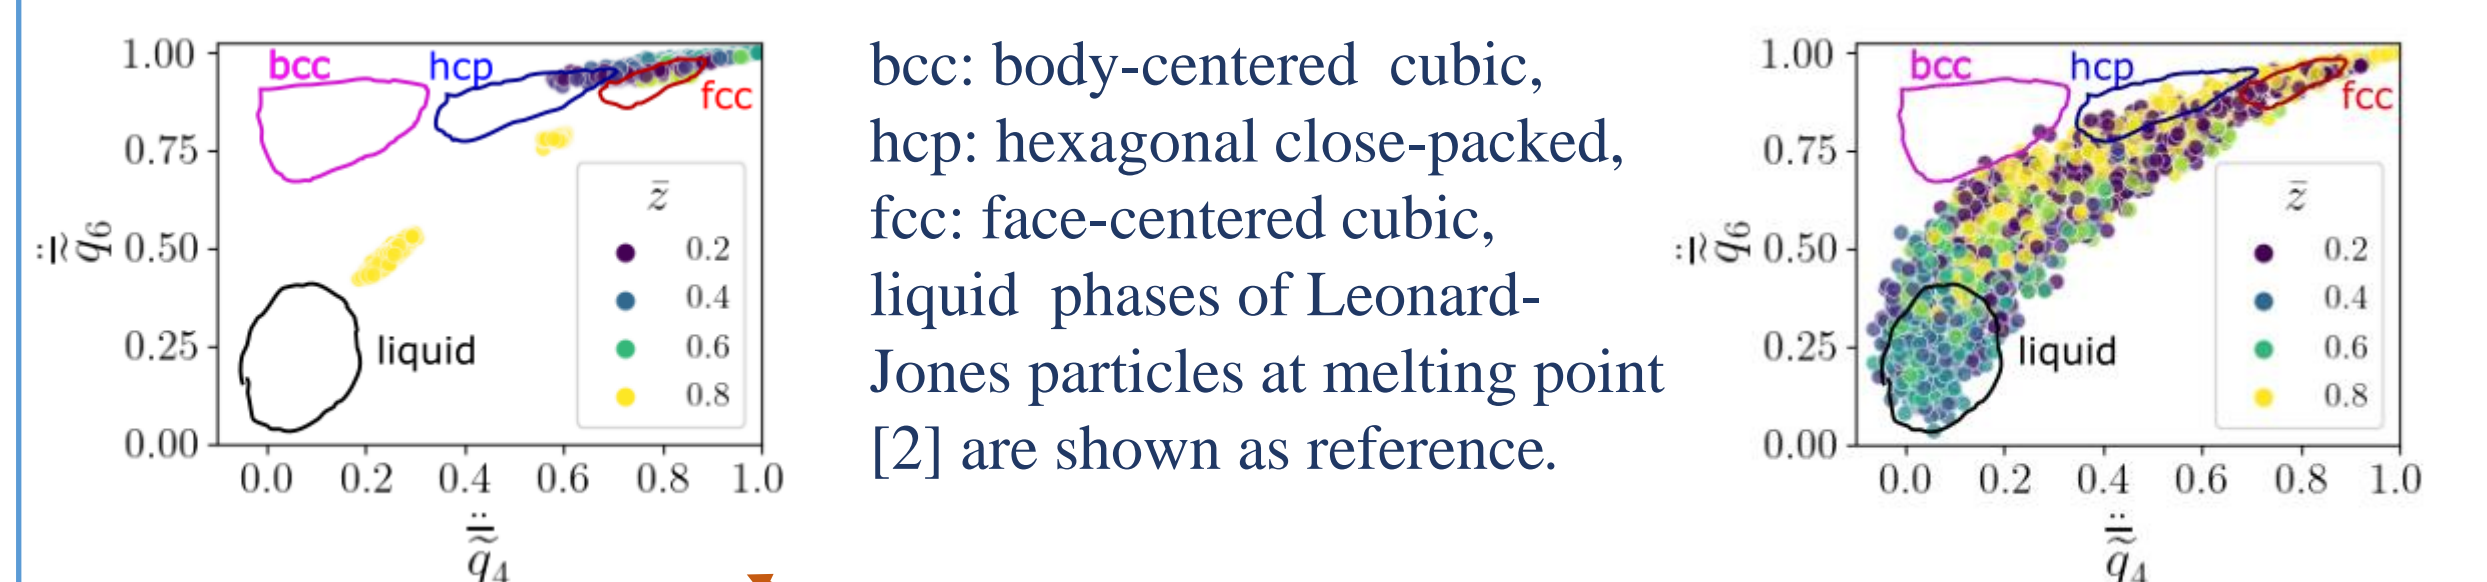 1.00
0.75
0.50
0.25
0.00
q̃₆
bcc
hcp
fcc
liquid
z̄
0.2
0.4
0.6
0.8
0.0 0.2 0.4 0.6 0.8 1.0
q̃₄
bcc: body-centered cubic,
hcp: hexagonal close-packed,
fcc: face-centered cubic,
liquid phases of Leonard-
Jones particles at melting point
[2] are shown as reference.
1.00
0.75
0.50
0.25
0.00
q̃₆
bcc
hcp
fcc
liquid
z̄
0.2
0.4
0.6
0.8
0.0 0.2 0.4 0.6 0.8 1.0
q̃₄